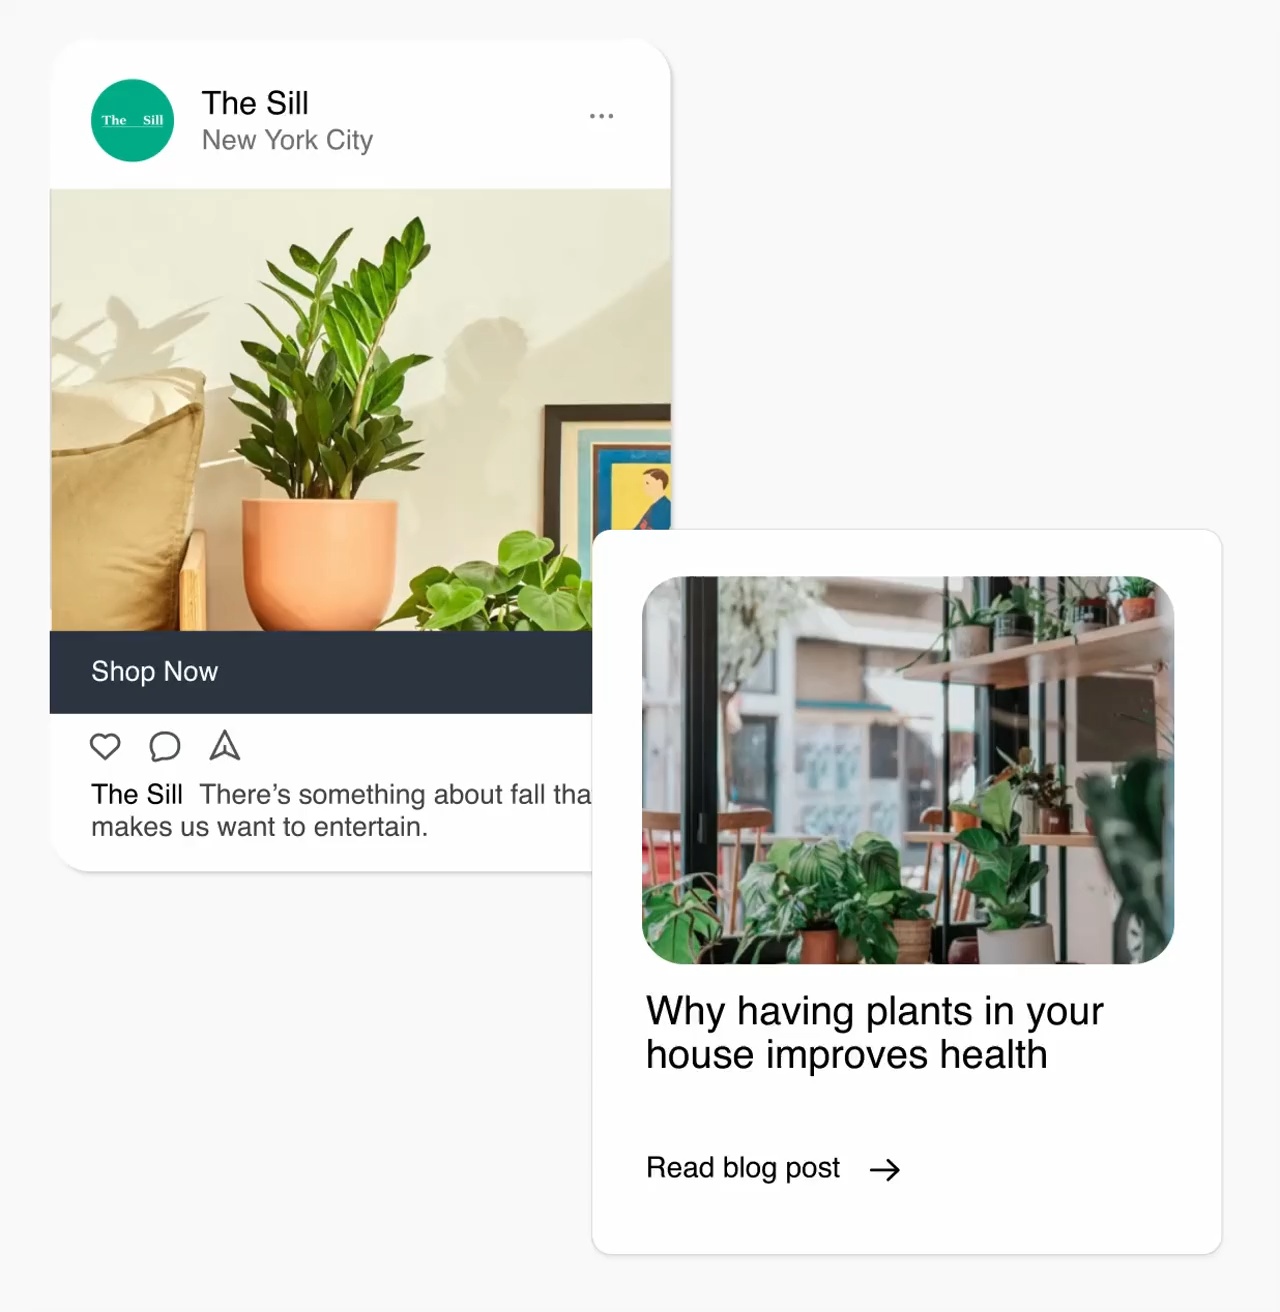 The Sill
The Sill
New York City
Shop Now
The Sill There’s something about fall tha
makes us want to entertain.
Why having plants in your
house improves health
Read blog post